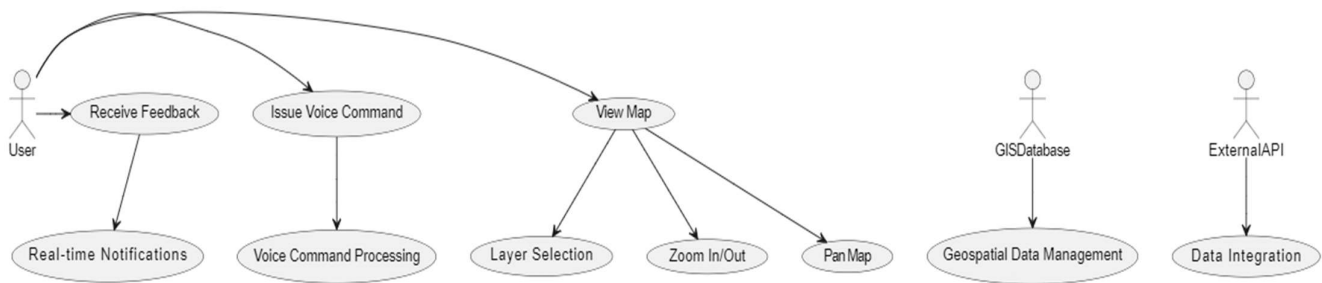 Receive Feedback
Issue Voice Command
View Map
User
GISDatabase
ExternalAPI
Real-time Notifications
Voice Command Processing
Layer Selection
Zoom In/Out
Pan Map
Geospatial Data Management
Data Integration